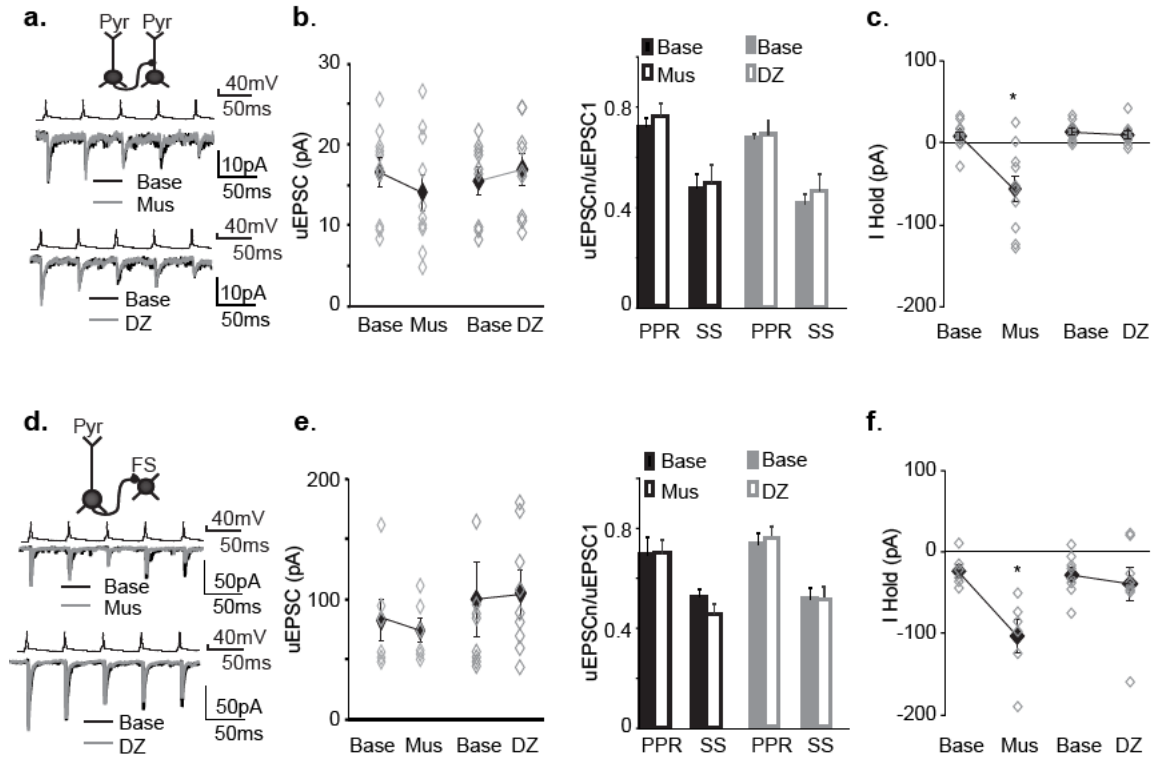 a.
Pyr Pyr
40mV
50ms
10pA
50ms
Base
Mus
40mV
50ms
10pA
50ms
Base
DZ
b.
30
20
10
0
uEPSC (pA)
Base Mus Base DZ
Base Base
Mus DZ
0.8
0.4
0
uEPSCn/uEPSC1
PPR SS PPR SS
c.
100
0
-100
-200
I Hold (pA)
*
Base Mus Base DZ
d.
Pyr
FS
40mV
50ms
50pA
50ms
Base
Mus
40mV
50ms
50pA
50ms
Base
DZ
e.
200
100
0
uEPSC (pA)
Base Mus Base DZ
Base Base
Mus DZ
0.8
0.4
0
uEPSCn/uEPSC1
PPR SS PPR SS
f.
100
0
-100
-200
I Hold (pA)
*
Base Mus Base DZ